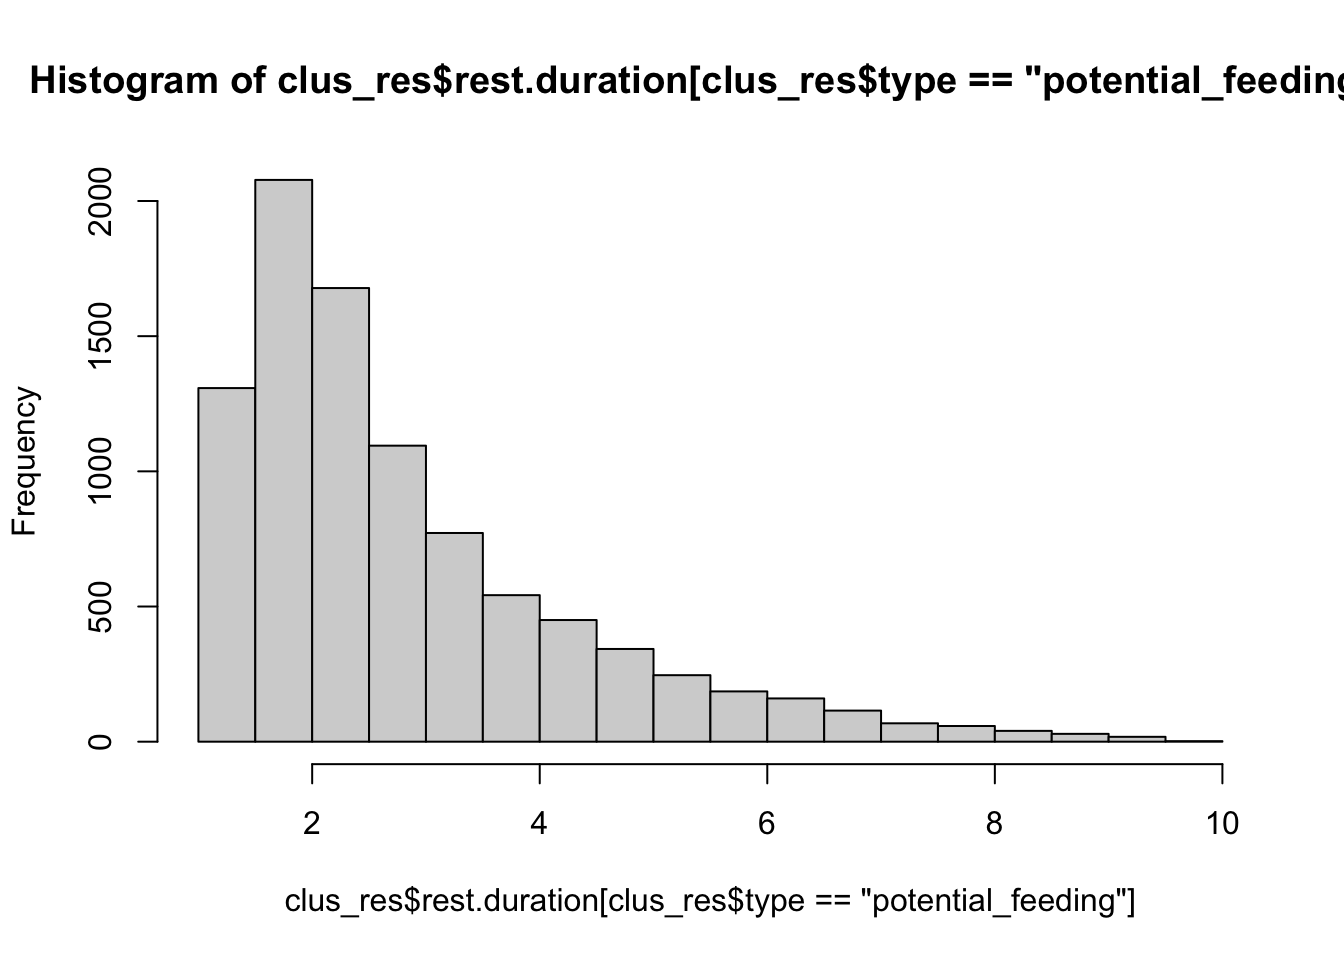 Histogram of clus_res$rest.duration[clus_res$type == "potential_feeding
Frequency
2000
1500
1000
500
0
2 4 6 8 10
clus_res$rest.duration[clus_res$type == "potential_feeding"]